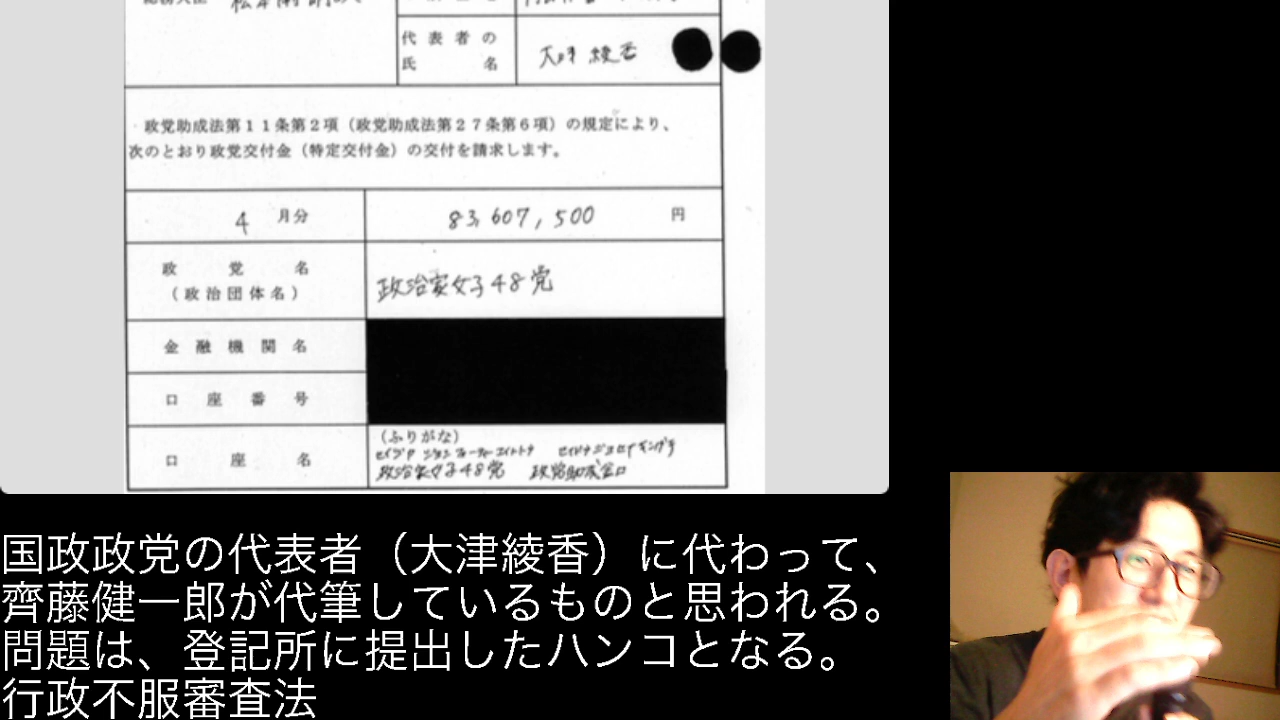 代表者の
氏名
大津 綾香
政党助成法第11条第2項(政党助成法第27条第6項)の規定により、
次のとおり政党交付金(特定交付金)の交付を請求します。
4 月分
83,607,500 円
政党名
(政治団体名)
政治家女子48党
金融機関名
口座番号
口座名
(ふりがな)
政治家女子48党 政党助成金口
国政政党の代表者(大津綾香)に代わって、
齊藤健一郎が代筆しているものと思われる。
問題は、登記所に提出したハンコとなる。
行政不服審査法